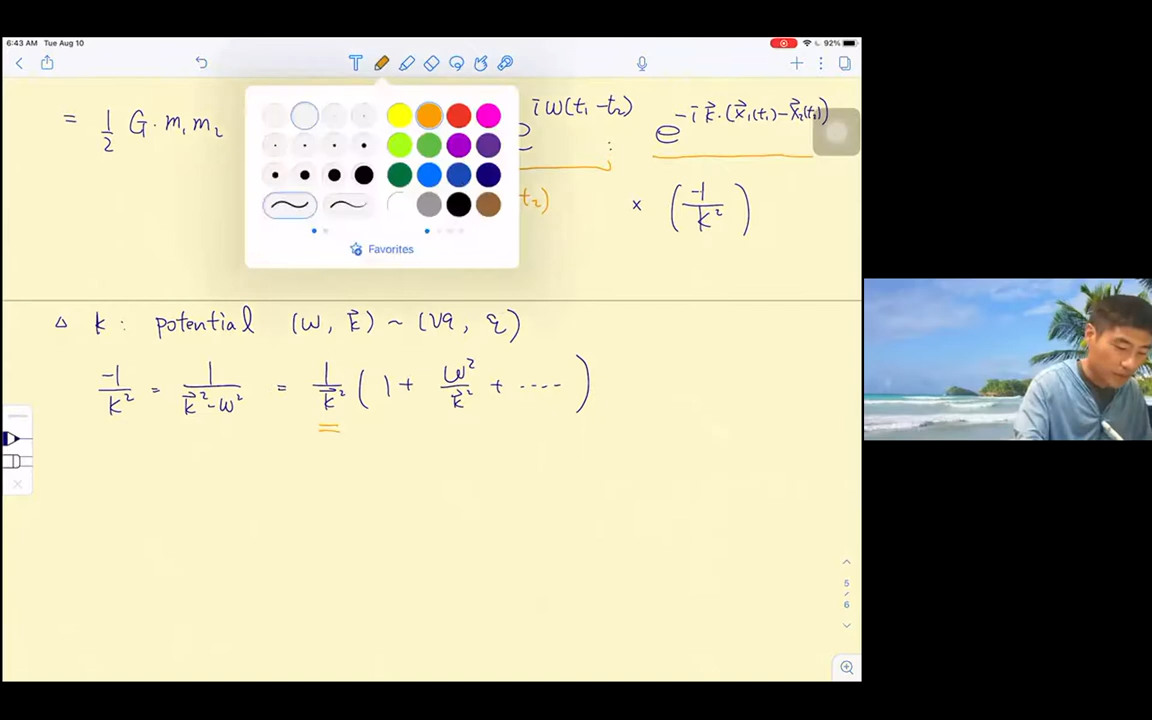 6:43 AM Tue Aug 10 92%
T
= 1/2 G · m₁ m₂ e^{iω(t₁-t₂)} : e^{-i k⃗·(x⃗₁(t₁)-x⃗₂(t₁))}
t₂) × (-1/k²)
Favorites
△ k : potential (ω, k⃗) ~ (vq, q)
-1/k² = 1/(k⃗²-ω²) = 1/k⃗² (1 + ω²/k⃗² + ····)
5
/
6